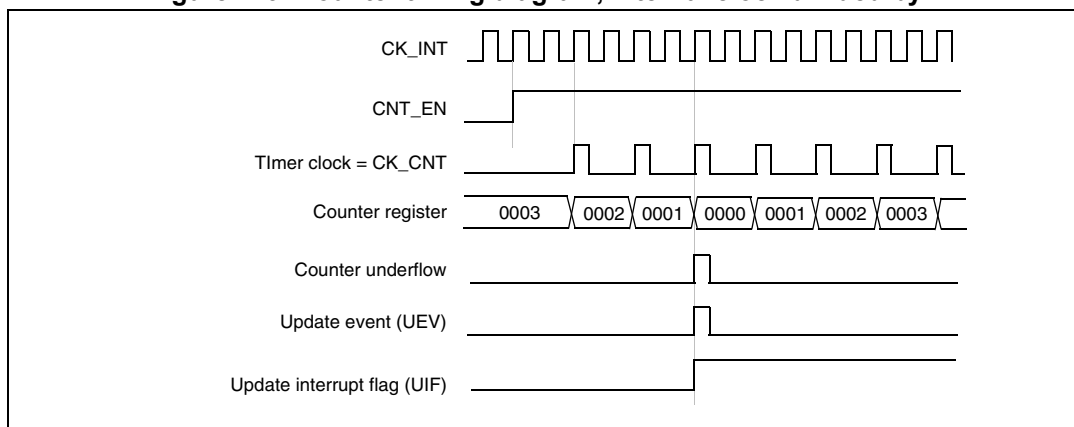 CK_INT
CNT_EN
TImer clock = CK_CNT
Counter register 0003 0002 0001 0000 0001 0002 0003
Counter underflow
Update event (UEV)
Update interrupt flag (UIF)